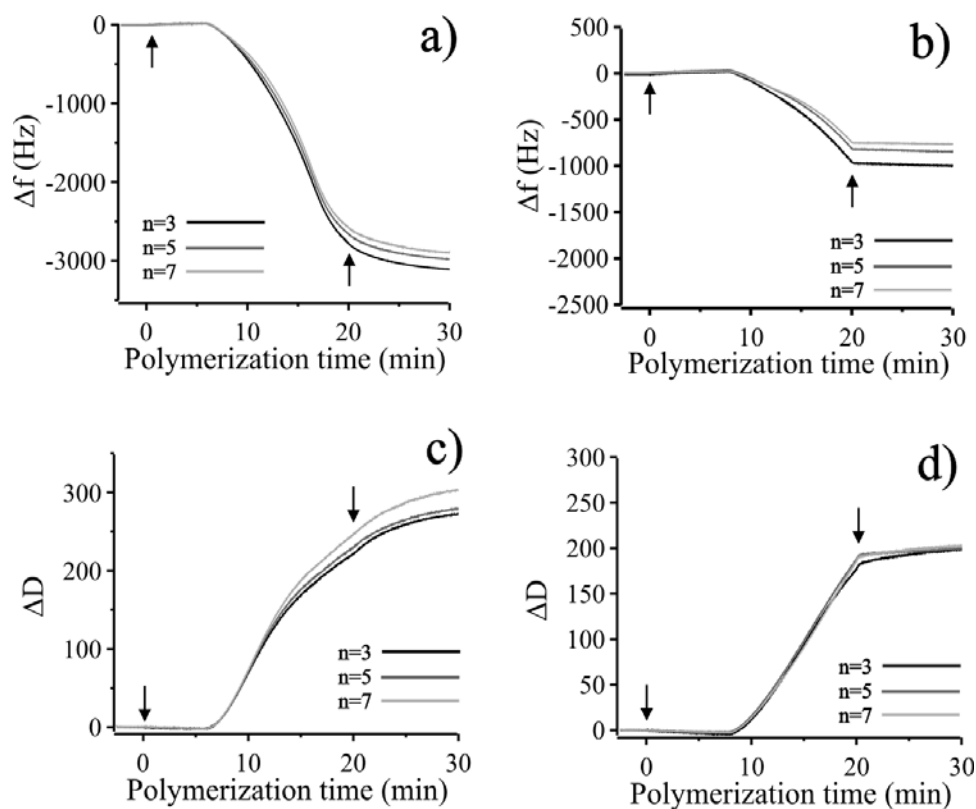 a)
0
-1000
-2000
-3000
Δf (Hz)
n=3
n=5
n=7
0 10 20 30
Polymerization time (min)
b)
500
0
-500
-1000
-1500
-2000
-2500
Δf (Hz)
n=3
n=5
n=7
0 10 20 30
Polymerization time (min)
c)
300
200
100
0
ΔD
n=3
n=5
n=7
0 10 20 30
Polymerization time (min)
d)
300
250
200
150
100
50
0
ΔD
n=3
n=5
n=7
0 10 20 30
Polymerization time (min)